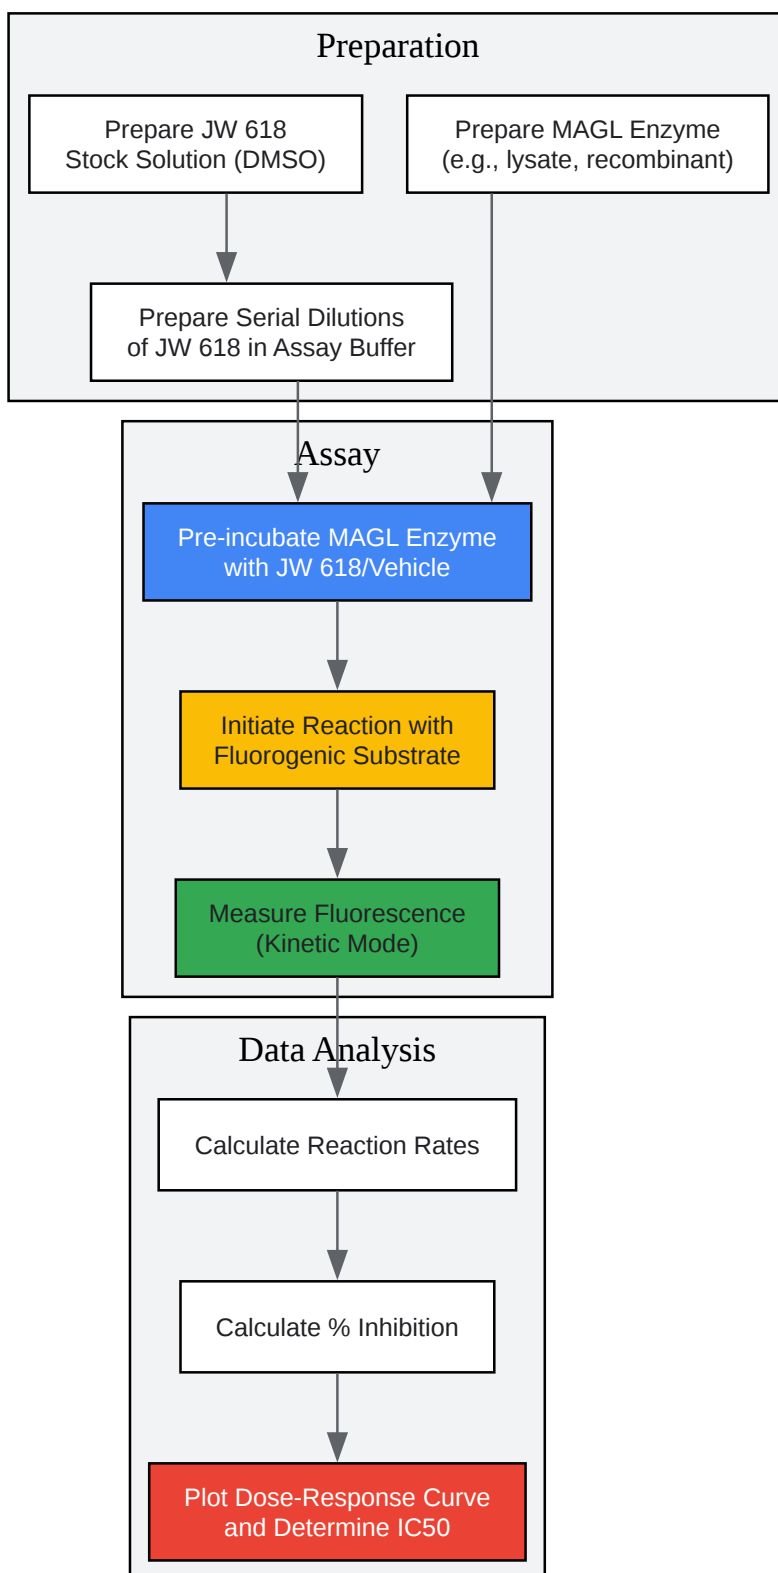 Preparation
Prepare JW 618
Stock Solution (DMSO)
Prepare MAGL Enzyme
(e.g., lysate, recombinant)
Prepare Serial Dilutions
of JW 618 in Assay Buffer
Assay
Pre-incubate MAGL Enzyme
with JW 618/Vehicle
Initiate Reaction with
Fluorogenic Substrate
Measure Fluorescence
(Kinetic Mode)
Data Analysis
Calculate Reaction Rates
Calculate % Inhibition
Plot Dose-Response Curve
and Determine IC50